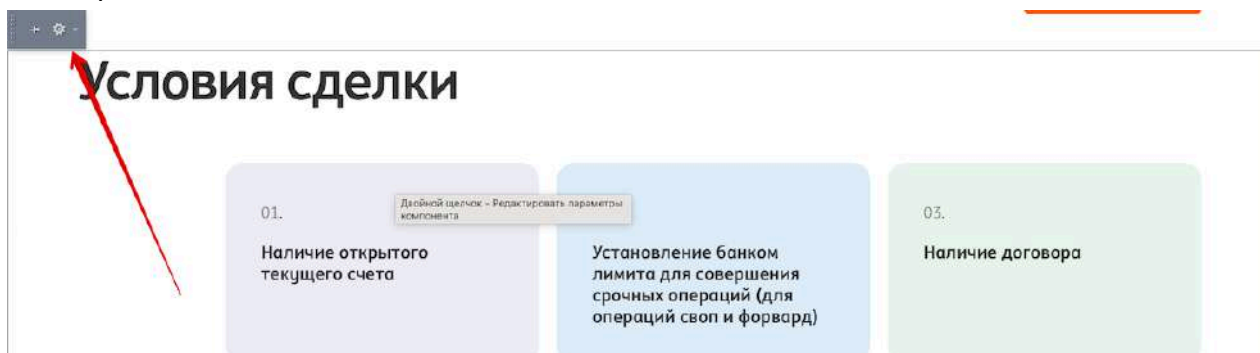 Условия сделки
01.
Наличие открытого
текущего счета
Двойной щелчок – Редактировать параметры
компонента
Установление банком
лимита для совершения
срочных операций (для
операций своп и форвард)
03.
Наличие договора